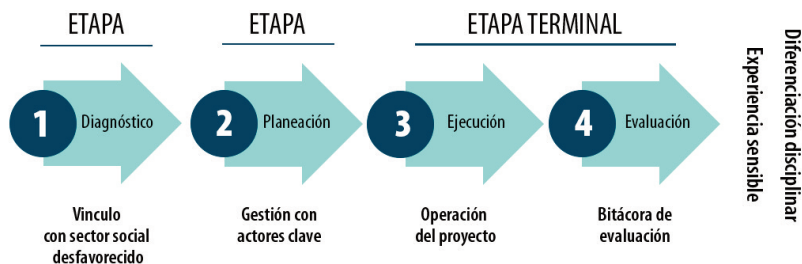 ETAPA
ETAPA
ETAPA TERMINAL
1 Diagnóstico
2 Planeación
3 Ejecución
4 Evaluación
Vinculo
con sector social
desfavorecido
Gestión con
actores clave
Operación
del proyecto
Bitácora de
evaluación
Diferenciación disciplinar
Experiencia sensible